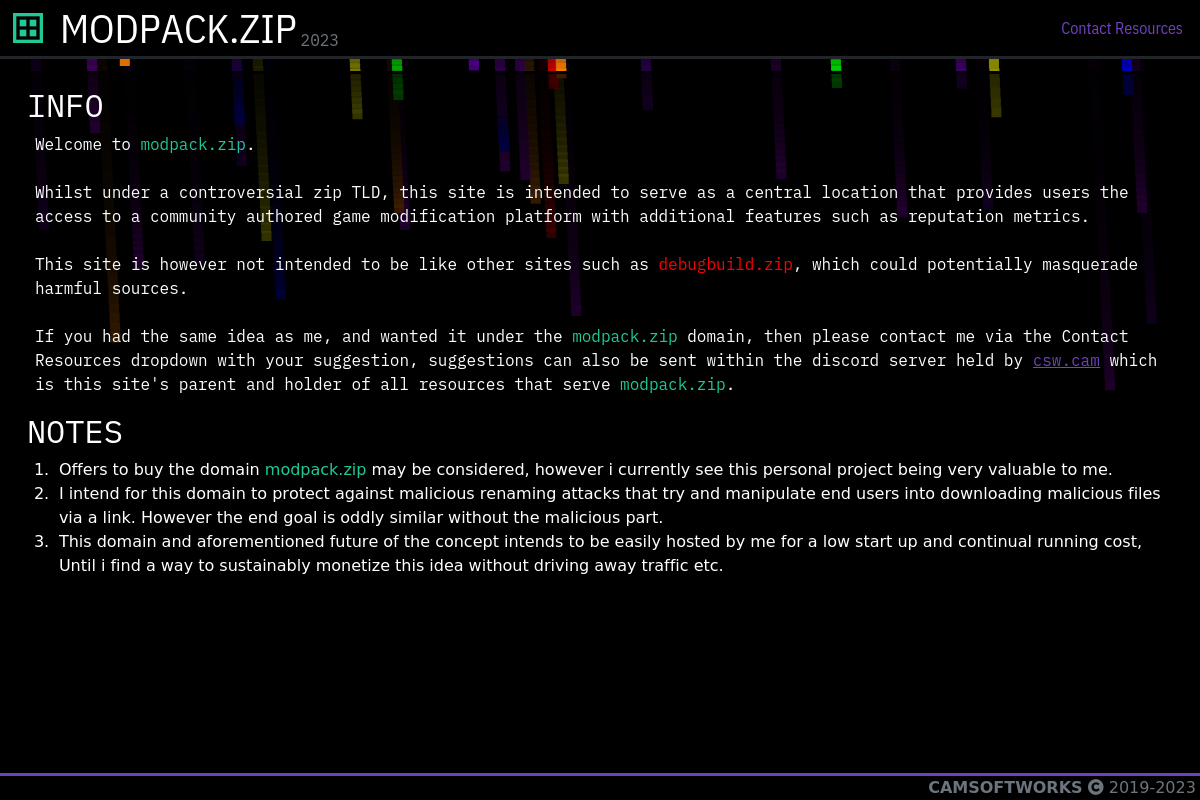 MODPACK.ZIP 2023
Contact Resources
INFO
Welcome to modpack.zip.
Whilst under a controversial zip TLD, this site is intended to serve as a central location that provides users the
access to a community authored game modification platform with additional features such as reputation metrics.
This site is however not intended to be like other sites such as debugbuild.zip, which could potentially masquerade
harmful sources.
If you had the same idea as me, and wanted it under the modpack.zip domain, then please contact me via the Contact
Resources dropdown with your suggestion, suggestions can also be sent within the discord server held by csw.cam which
is this site's parent and holder of all resources that serve modpack.zip.
NOTES
1. Offers to buy the domain modpack.zip may be considered, however i currently see this personal project being very valuable to me.
2. I intend for this domain to protect against malicious renaming attacks that try and manipulate end users into downloading malicious files
via a link. However the end goal is oddly similar without the malicious part.
3. This domain and aforementioned future of the concept intends to be easily hosted by me for a low start up and continual running cost,
Until i find a way to sustainably monetize this idea without driving away traffic etc.
CAMSOFTWORKS © 2019-2023